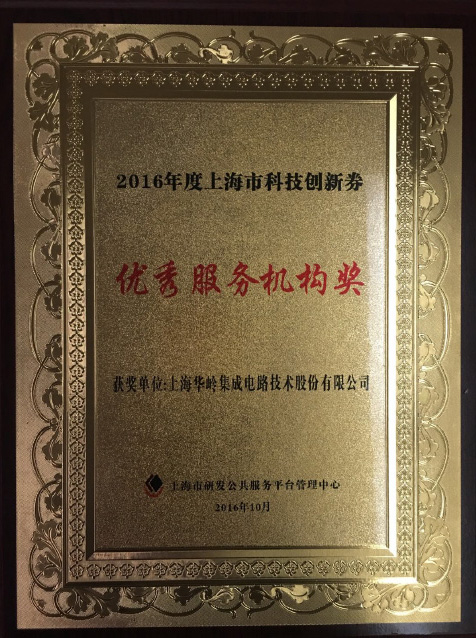 2016年度上海市科技创新券
优秀服务机构奖
获奖单位:上海华岭集成电路技术股份有限公司
上海市研发公共服务平台管理中心
2016年10月